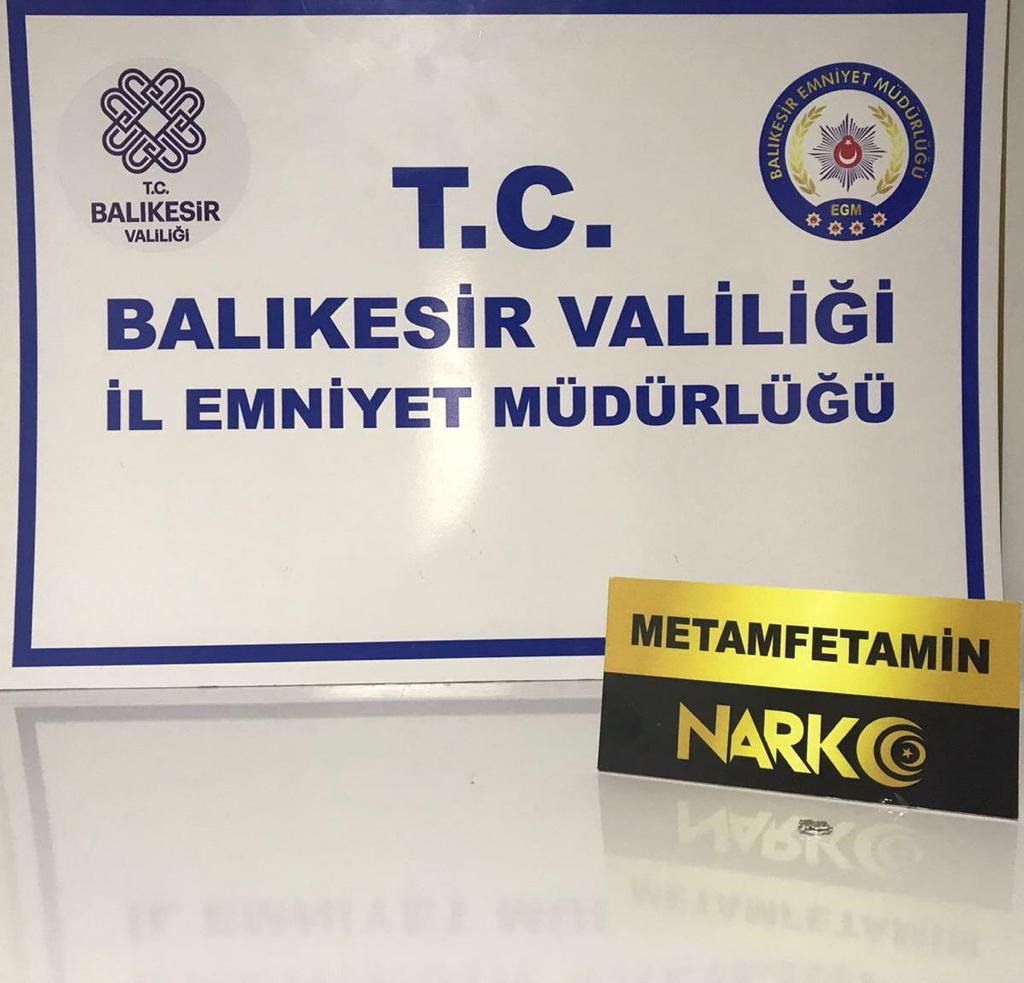 T.C.
BALIKESİR
VALİLİĞİ
BALIKESİR EMNİYET MÜDÜRLÜĞÜ
EGM
T.C.
BALIKESİR VALİLİĞİ
İL EMNİYET MÜDÜRLÜĞÜ
METAMFETAMİN
NARKO